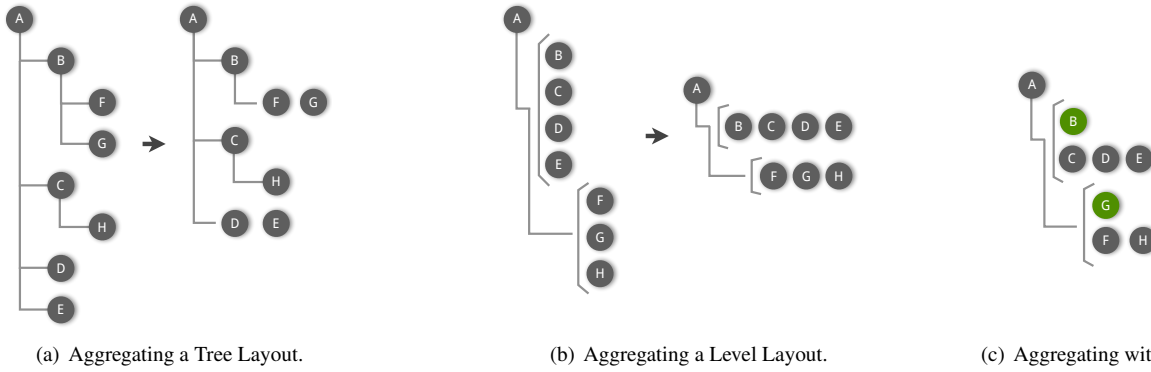 A
B
F
G
C
H
D
E
A
B
F G
C
H
D E
A
B
C
D
E
F
G
H
A
B C D E
F G H
A
B
C D E
G
F H
(a) Aggregating a Tree Layout.
(b) Aggregating a Level Layout.
(c) Aggregating wit